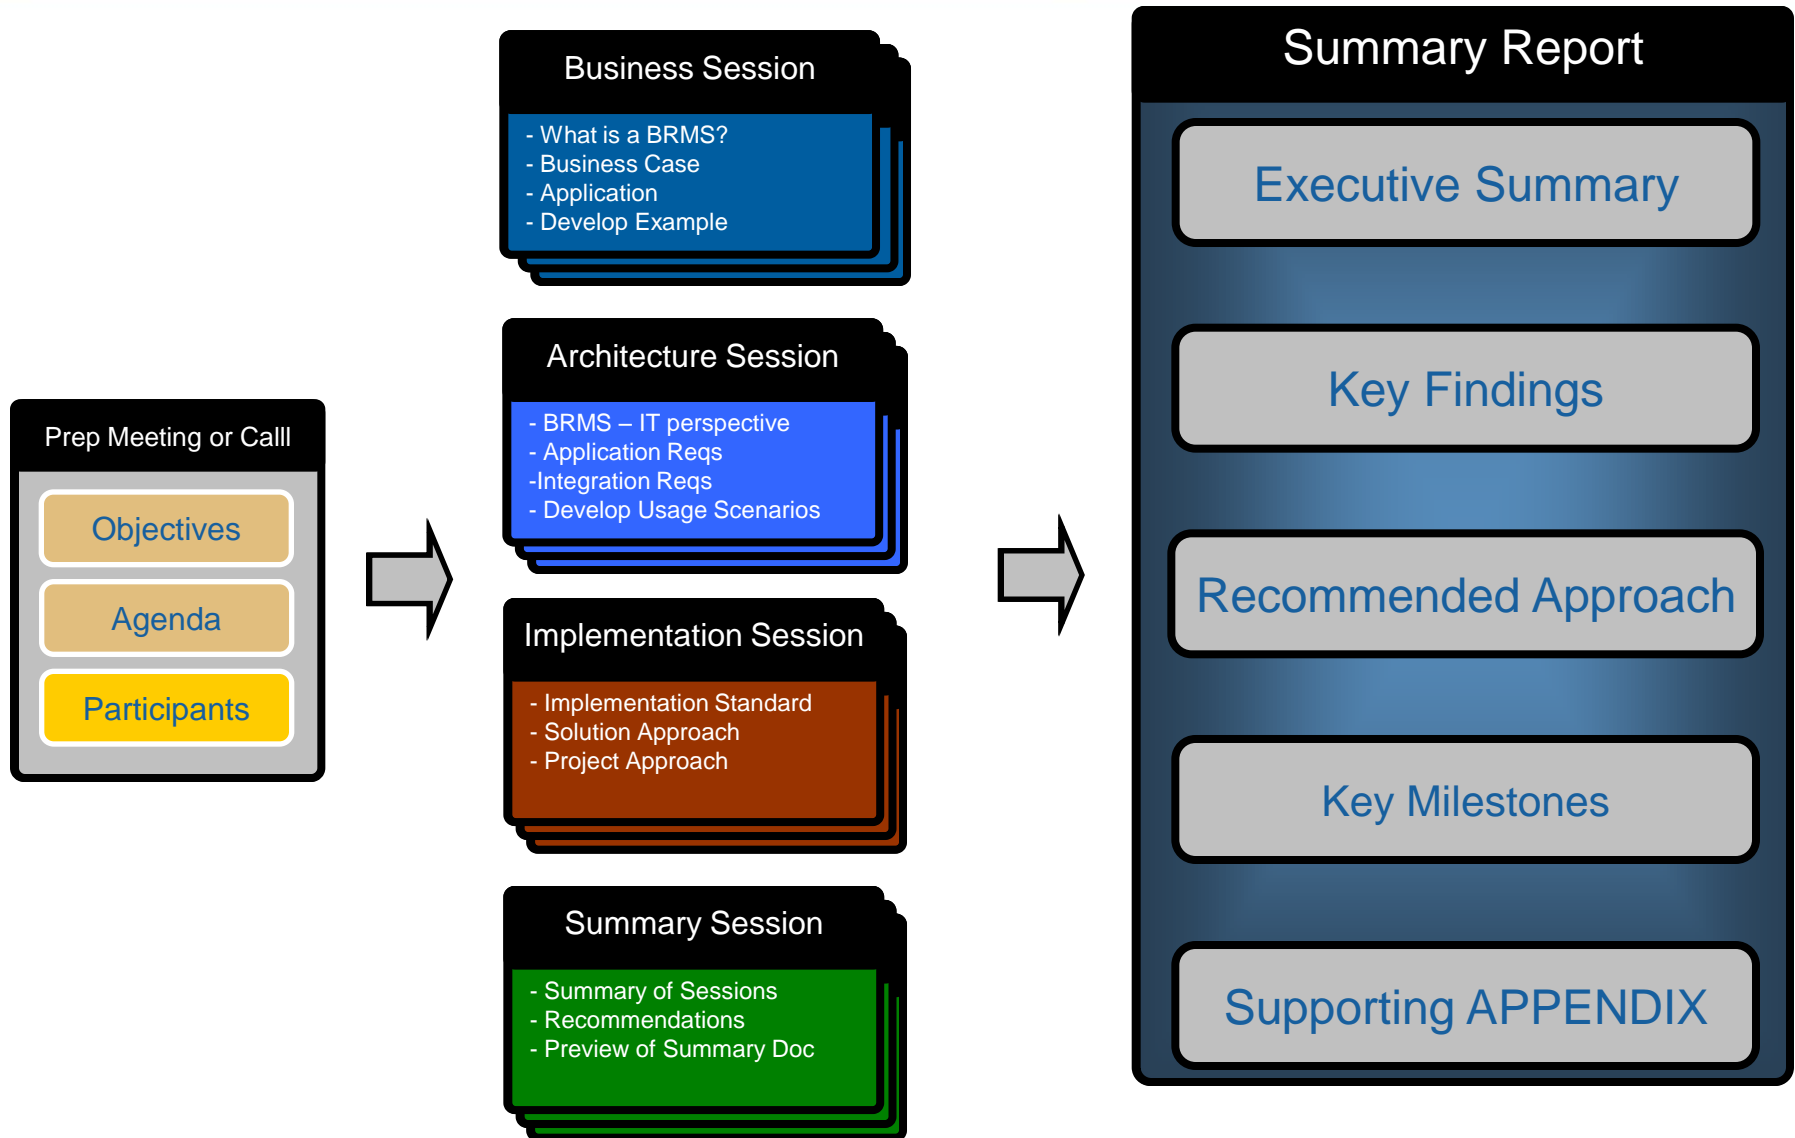 Prep Meeting or Calll
Objectives
Agenda
Participants
Business Session
- What is a BRMS?
- Business Case
- Application
- Develop Example
Architecture Session
- BRMS – IT perspective
- Application Reqs
-Integration Reqs
- Develop Usage Scenarios
Implementation Session
- Implementation Standard
- Solution Approach
- Project Approach
Summary Session
- Summary of Sessions
- Recommendations
- Preview of Summary Doc
Summary Report
Executive Summary
Key Findings
Recommended Approach
Key Milestones
Supporting APPENDIX